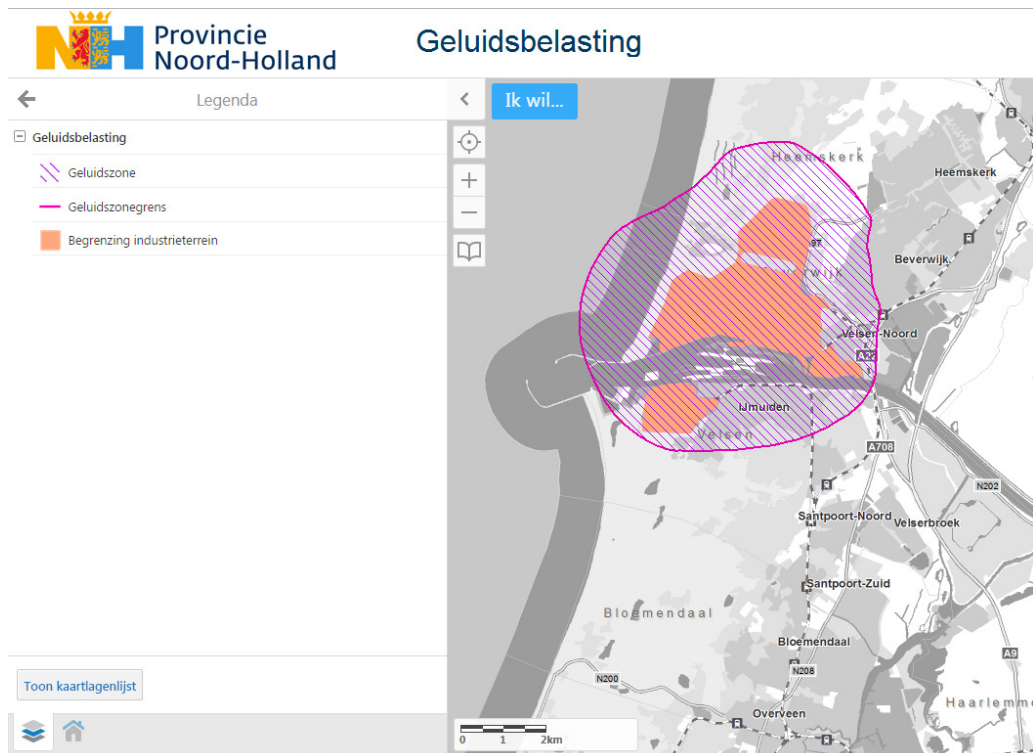 Provincie
Noord-Holland
Geluidsbelasting
Legenda
Ik wil...
Geluidsbelasting
Geluidszone
Geluidszonegrens
Begrenzing industrieterrein
Heemskerk
Heemskerk
97
Beverwijk
Velsen-Noord
A22
IJmuiden
Velsen
A708
N202
Santpoort-Noord
Velserbroek
Santpoort-Zuid
Bloemendaal
Bloemendaal
A9
N200
N208
Haarlemme
Overveen
Toon kaartlagenlijst
0 1 2km